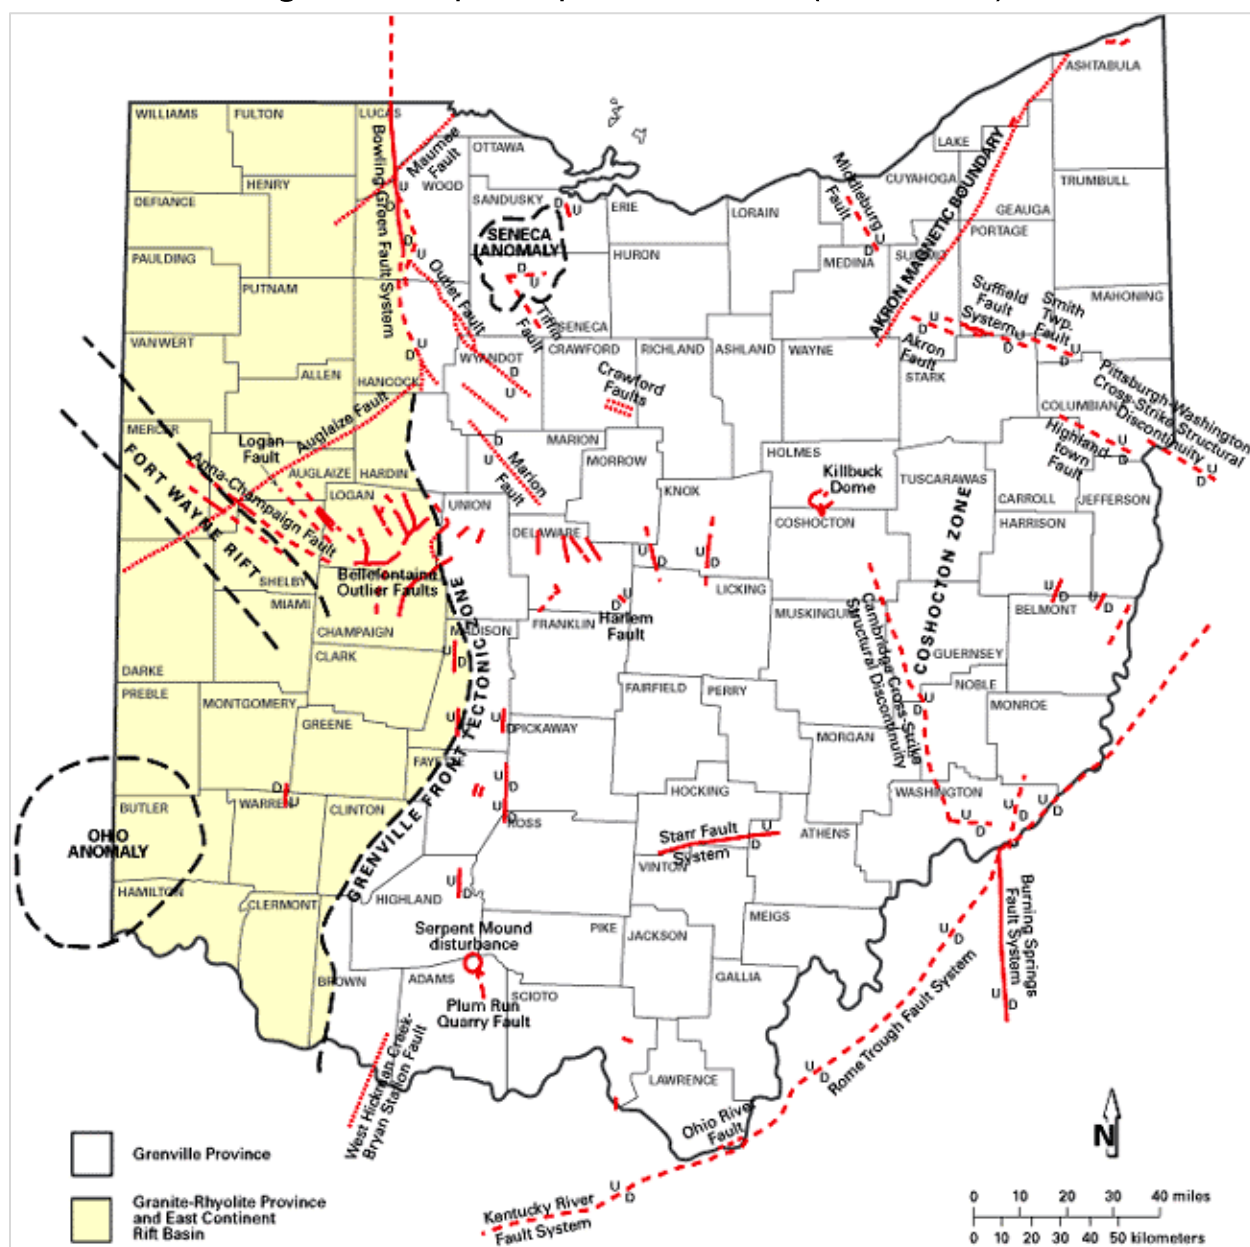 WILLIAMS
FULTON
LUCAS
ASHTABULA
OTTAWA
LAKE
Maumee
Fault
Bowling Green Fault System
HENRY
WOOD
DEFIANCE
SANDUSKY
ERIE
LORAIN
Middleburg
Fault
CUYAHOGA
GEAUGA
TRUMBULL
AKRON MAGNETIC BOUNDARY
SENECA
ANOMALY
PAULDING
HURON
MEDINA
PORTAGE
PUTNAM
Outlet Fault
Tiffin
Fault
SENECA
Suffield
Fault
System
Smith
Twp.
Fault
MAHONING
VANWERT
ALLEN
HANCOCK
WYANDOT
CRAWFORD
RICHLAND
ASHLAND
WAYNE
Akron
Fault
STARK
Crawford
Faults
Pittsburgh-Washington
Cross-Strike Structural
Discontinuity
COLUMBIANA
MERCER
Logan
Fault
Auglaize Fault
AUGLAIZE
HARDIN
MARION
Marion
Fault
MORROW
HOLMES
Highland-
town
Fault
FORT WAYNE RIFT
Anna-Champaign Fault
LOGAN
UNION
KNOX
Killbuck
Dome
TUSCARAWAS
CARROLL
JEFFERSON
DELAWARE
COSHOCTON
HARRISON
SHELBY
Bellefontaine
Outlier Faults
COSHOCTON ZONE
MIAMI
CHAMPAIGN
MADISON
FRANKLIN
Harlem
Fault
LICKING
MUSKINGUM
BELMONT
Cambridge Cross-Strike
Structural Discontinuity
DARKE
CLARK
GUERNSEY
PREBLE
MONTGOMERY
GREENE
FAIRFIELD
PERRY
NOBLE
MONROE
GRENVILLE FRONT TECTONIC ZONE
PICKAWAY
MORGAN
FAYETTE
BUTLER
WARREN
CLINTON
HOCKING
WASHINGTON
OHIO
ANOMALY
ROSS
Starr Fault
System
ATHENS
VINTON
HAMILTON
CLERMONT
HIGHLAND
MEIGS
Burning Springs
Fault System
Serpent Mound
disturbance
PIKE
JACKSON
GALLIA
BROWN
ADAMS
SCIOTO
Plum Run
Quarry Fault
Rome Trough Fault System
West Hickman Creek-
Bryan Station Fault
LAWRENCE
Ohio River
Fault
Kentucky River
Fault System
Grenville Province
Granite-Rhyolite Province
and East Continent
Rift Basin
N
0 10 20 30 40 miles
0 10 20 30 40 50 kilometers